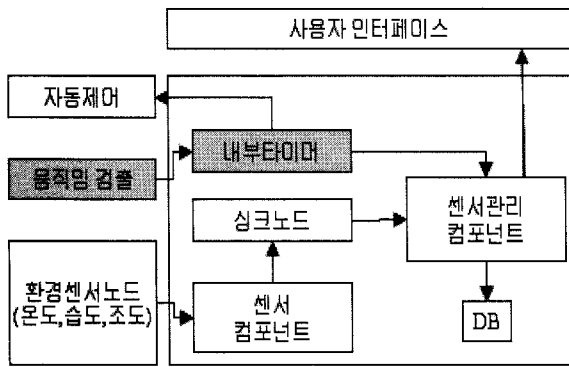 사용자 인터페이스
자동제어
내부타이머
움직임 검출
센서관리
컴포넌트
싱크노드
환경센서노드
(온도,습도,조도)
센서
컴포넌트
DB